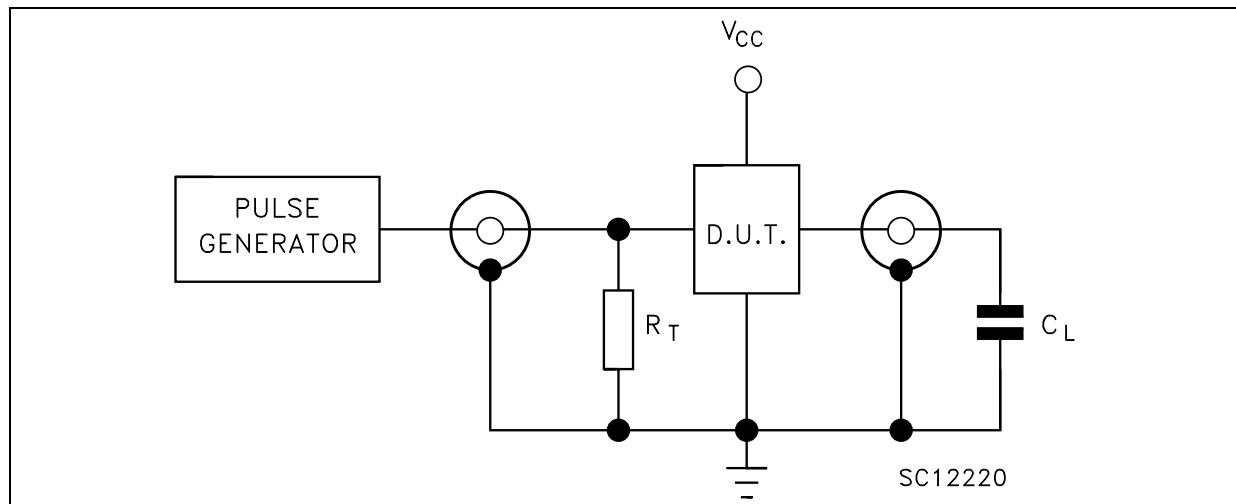 VCC
PULSE
GENERATOR
D.U.T.
RT
CL
SC12220